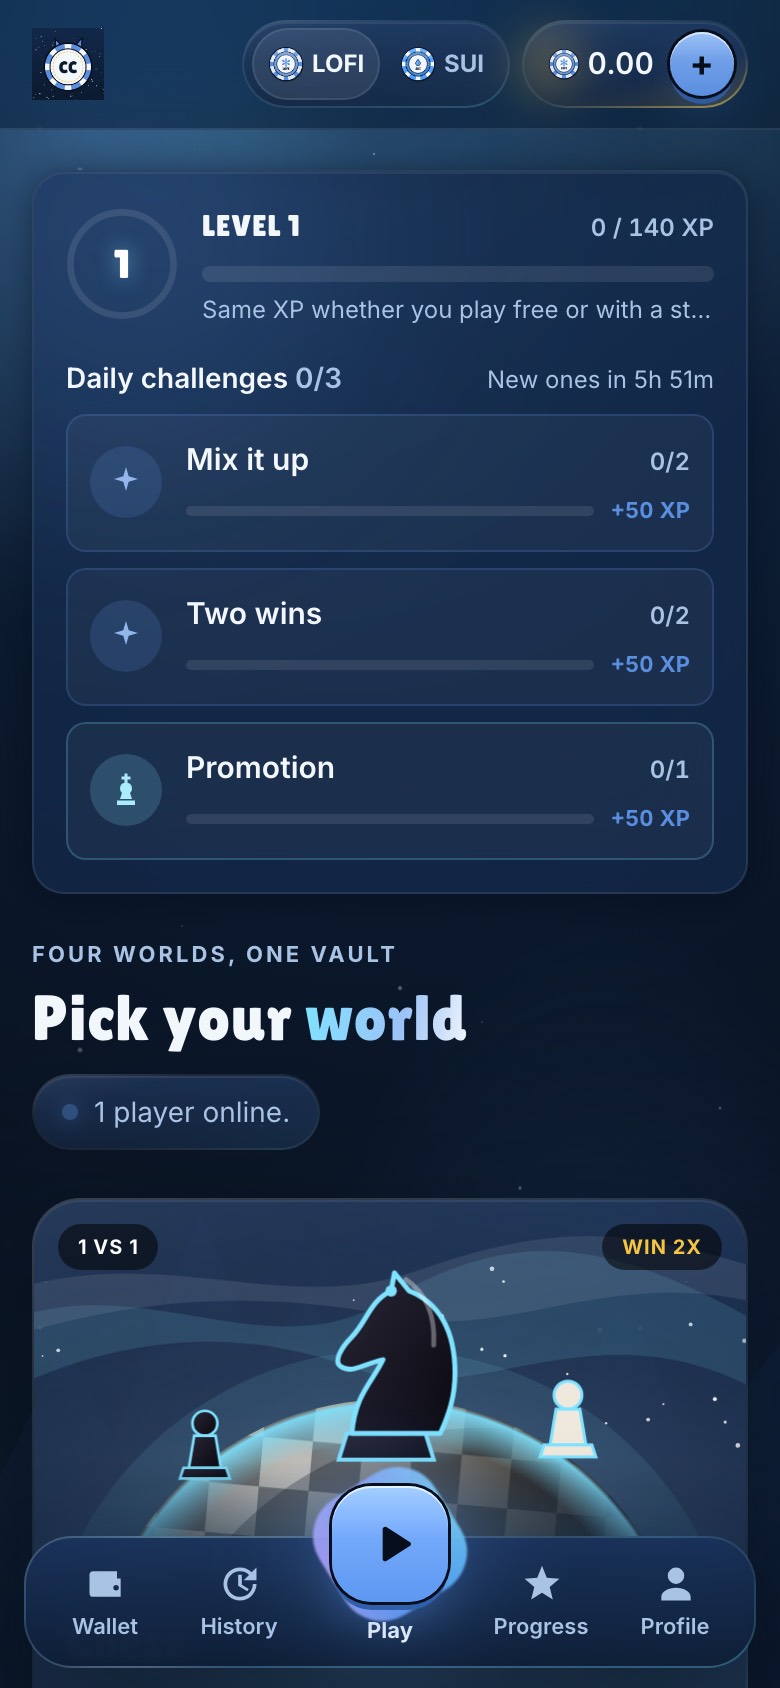 CC
LOFI
SUI
0.00
+
1
LEVEL 1
0 / 140 XP
Same XP whether you play free or with a st...
Daily challenges 0/3
New ones in 5h 51m
Mix it up
0/2
+50 XP
Two wins
0/2
+50 XP
Promotion
0/1
+50 XP
FOUR WORLDS, ONE VAULT
Pick your world
1 player online.
1 VS 1
WIN 2X
Wallet
History
Play
Progress
Profile